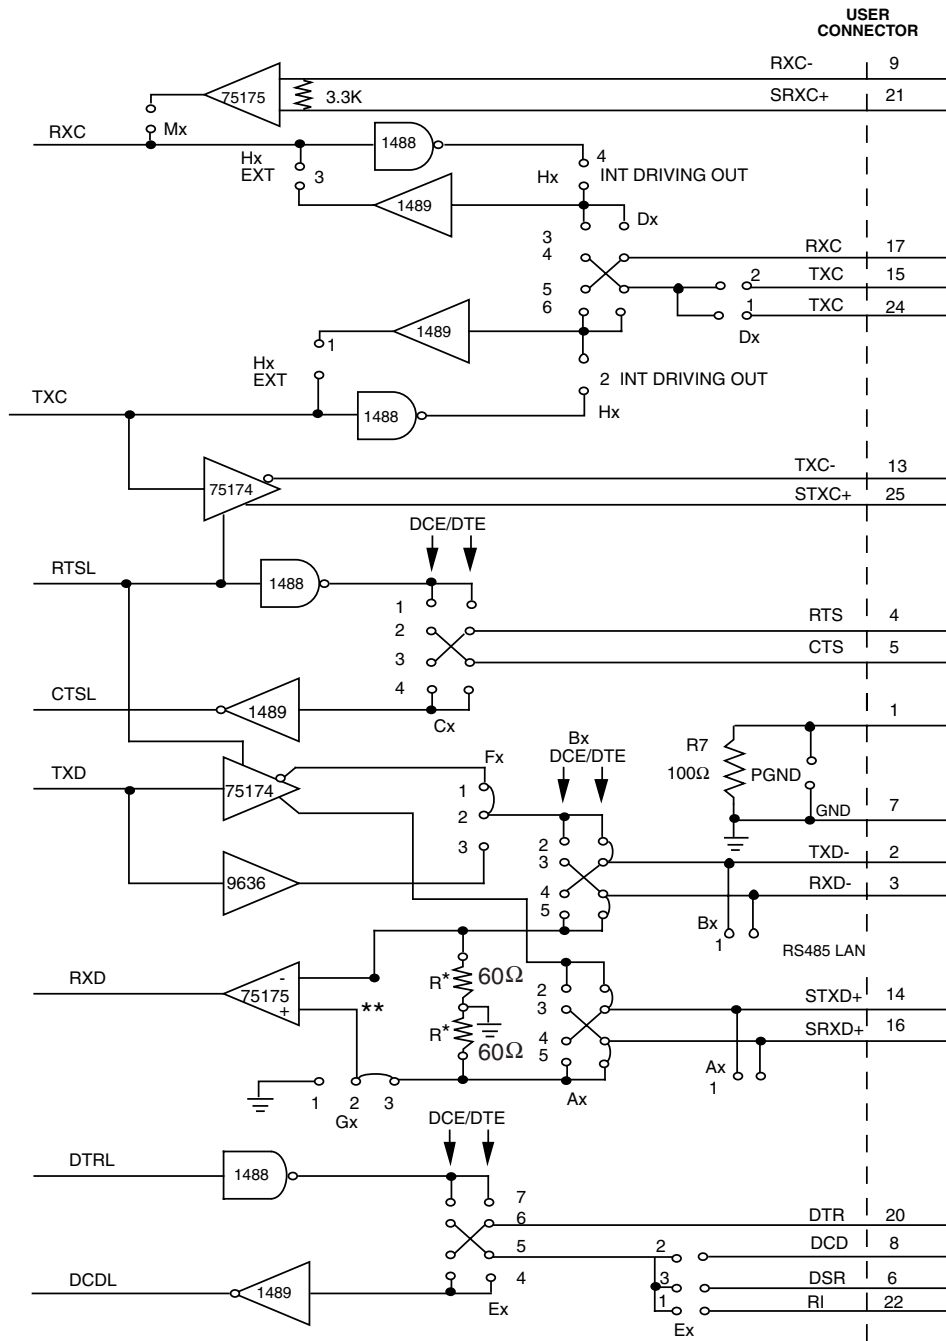 USER
CONNECTOR
RXC- 9
75175
3.3K
SRXC+ 21
Mx
RXC
1488
Hx
EXT
3
4
INT DRIVING OUT
Hx
1489
Dx
3
4
RXC 17
2
TXC 15
5
6
1
TXC 24
Dx
1489
1
Hx
EXT
2 INT DRIVING OUT
Hx
TXC
1488
TXC- 13
75174
STXC+ 25
DCE/DTE
RTSL
1488
1
2
RTS 4
3
CTS 5
4
CTSL
1489
Cx
1
R7
100Ω
PGND
GND 7
Fx
Bx
DCE/DTE
TXD
75174
1
2
3
2
3
TXD- 2
4
RXD- 3
5
9636
Bx
1
RS485 LAN
RXD
-
75175
+
**
R*
60Ω
R*
60Ω
2
3
STXD+ 14
4
SRXD+ 16
5
Ax
1
Ax
1 2 3
Gx
DCE/DTE
DTRL
1488
7
6
DTR 20
5
2
DCD 8
4
3
DSR 6
DCDL
1489
Ex
1
RI 22
Ex